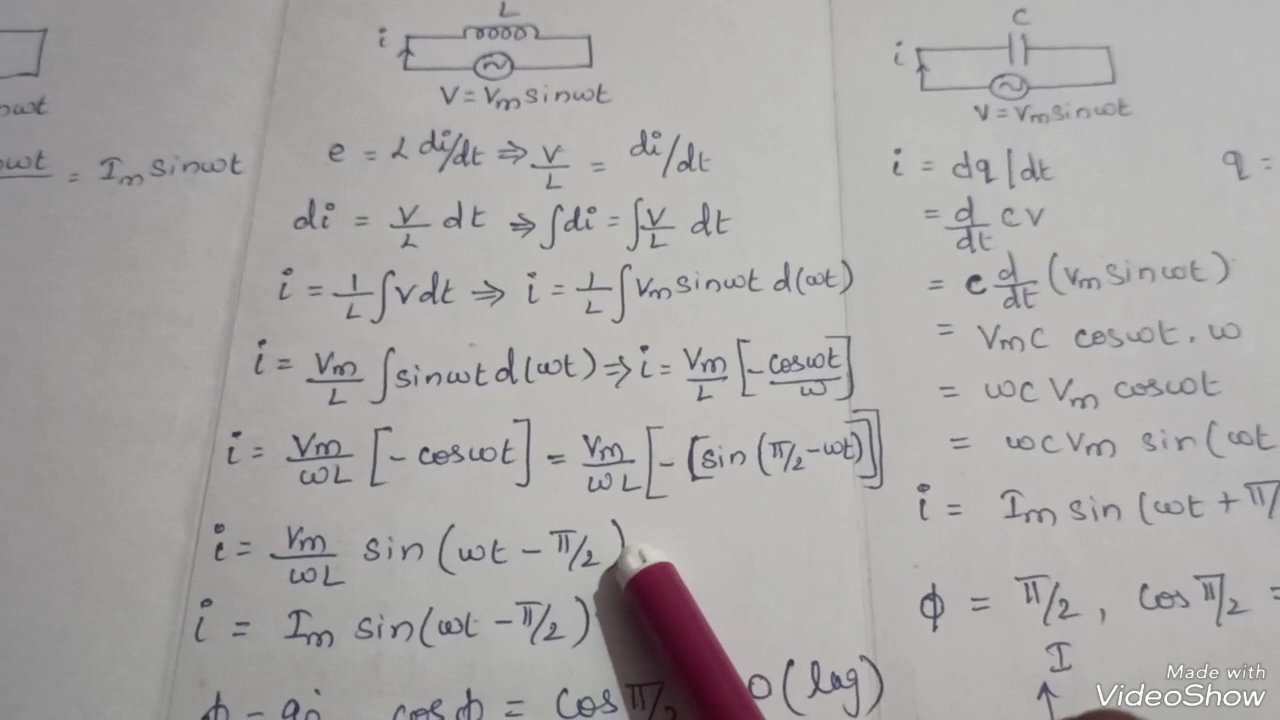 nωt
ωt = Im sinωt
L
i
V = Vm sinωt
e = L di/dt ⇒ V/L = di/dt
di = V/L dt ⇒ ∫di = ∫V/L dt
i = 1/L ∫vdt ⇒ i = 1/L ∫Vm sinωt d(ωt)
i = Vm/L ∫sinωt d(ωt) ⇒ i = Vm/L [-cosωt/ω]
i = Vm/ωL [-cosωt] = Vm/ωL [-[sin(π/2-ωt)]]
i = Vm/ωL sin(ωt - π/2)
i = Im sin(ωt - π/2)
cosϕ = cos π/2 0 (lag)
C
i
V = Vm sinωt
i = dq/dt q =
= d/dt cv
= c d/dt (Vm sinωt)
= VmC cosωt. ω
= ωC Vm cosωt
= ωCVm sin(ωt
i = Im sin(ωt + π/
ϕ = π/2, cos π/2 =
I
Made with
VideoShow